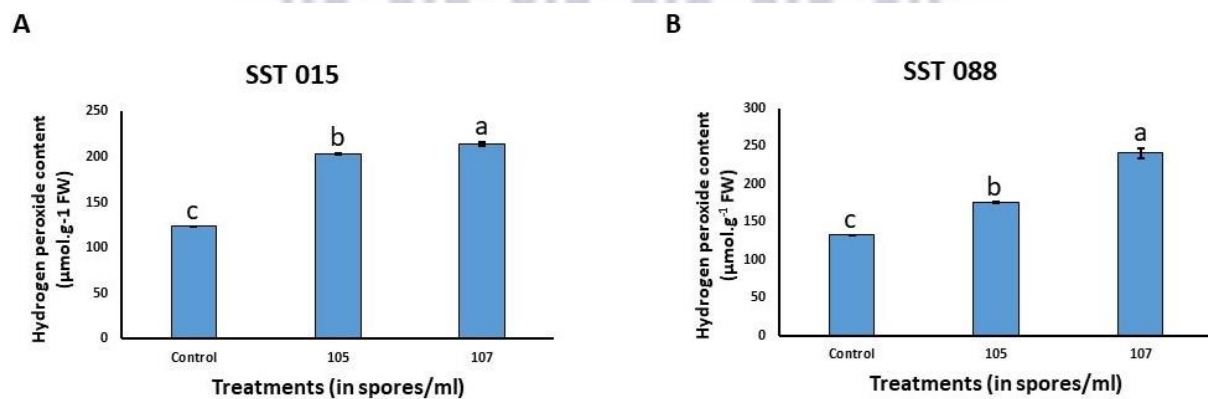 A
SST 015
Hydrogen peroxide content
(µmol.g-1 FW)
250
200
150
100
50
0
c
b
a
Control
105
107
Treatments (in spores/ml)
B
SST 088
Hydrogen peroxide content
(µmol.g⁻¹ FW)
300
250
200
150
100
50
0
c
b
a
Control
105
107
Treatments (in spores/ml)